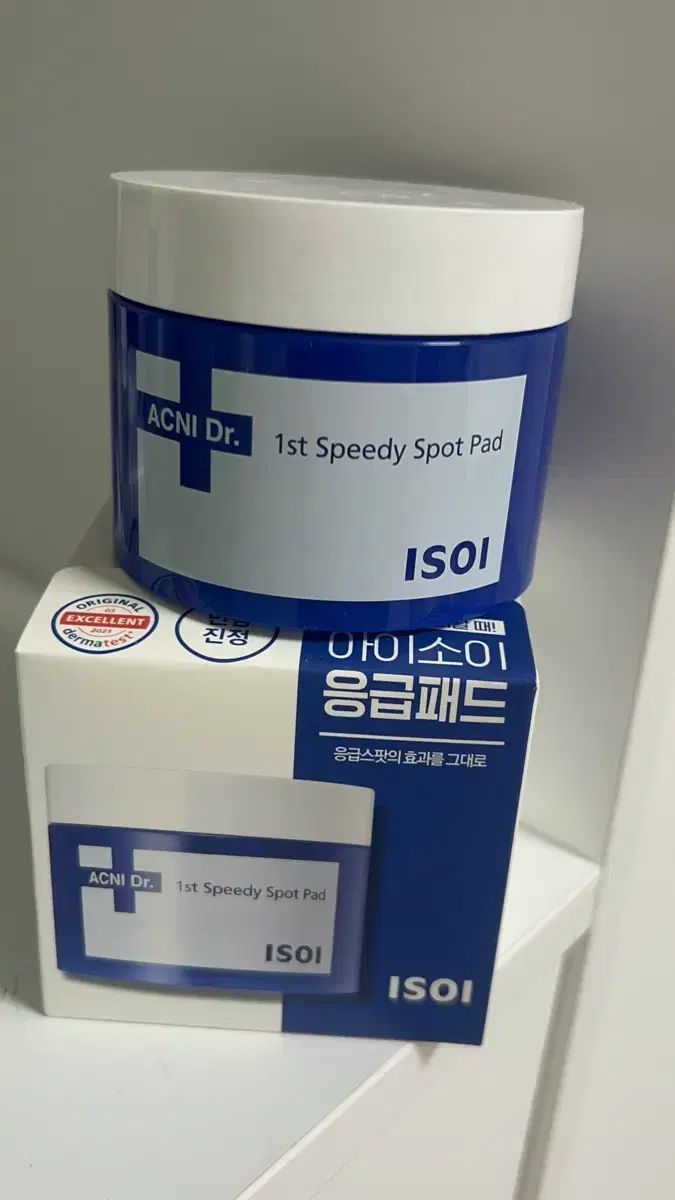 ACNI Dr.
1st Speedy Spot Pad
ISOI
ORIGINAL
03
EXCELLENT
2021
dermatest
진정
때!
아이소이
응급패드
응급스팟의 효과를 그대로
ACNI Dr.
1st Speedy Spot Pad
ISOI
ISOI